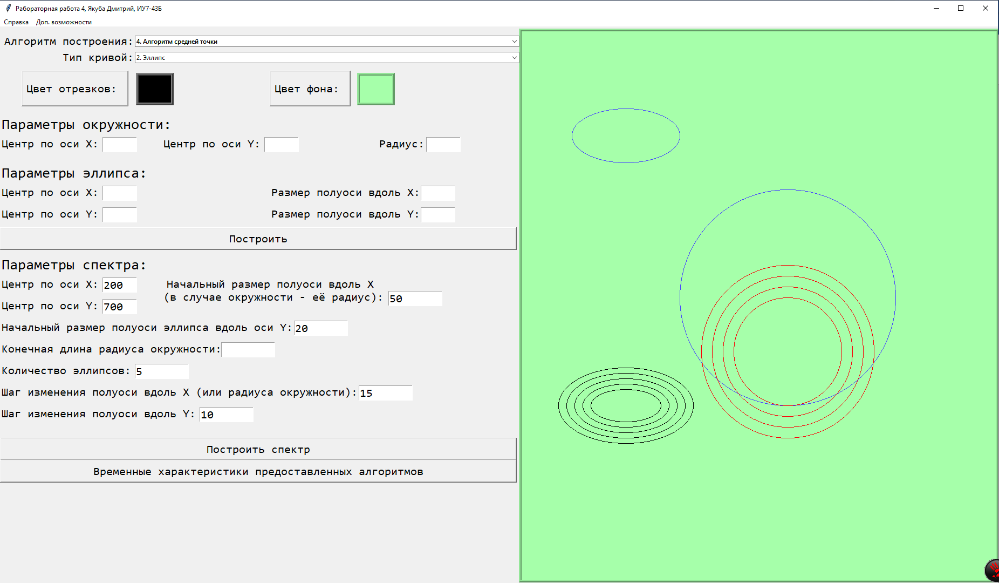 Рабораторная работа 4, Якуба Дмитрий, ИУ7-43Б
Справка Доп. возможности
Алгоритм построения: 4. Алгоритм средней точки
Тип кривой: 2. Эллипс
Цвет отрезков: Цвет фона:
Параметры окружности:
Центр по оси X: Центр по оси Y: Радиус:
Параметры эллипса:
Центр по оси X: Размер полуоси вдоль X:
Центр по оси Y: Размер полуоси вдоль Y:
Построить
Параметры спектра:
Центр по оси X: 200 Начальный размер полуоси вдоль X
(в случае окружности - её радиус): 50
Центр по оси Y: 700
Начальный размер полуоси эллипса вдоль оси Y: 20
Конечная длина радиуса окружности:
Количество эллипсов: 5
Шаг изменения полуоси вдоль X (или радиуса окружности): 15
Шаг изменения полуоси вдоль Y: 10
Построить спектр
Временные характеристики предоставленных алгоритмов